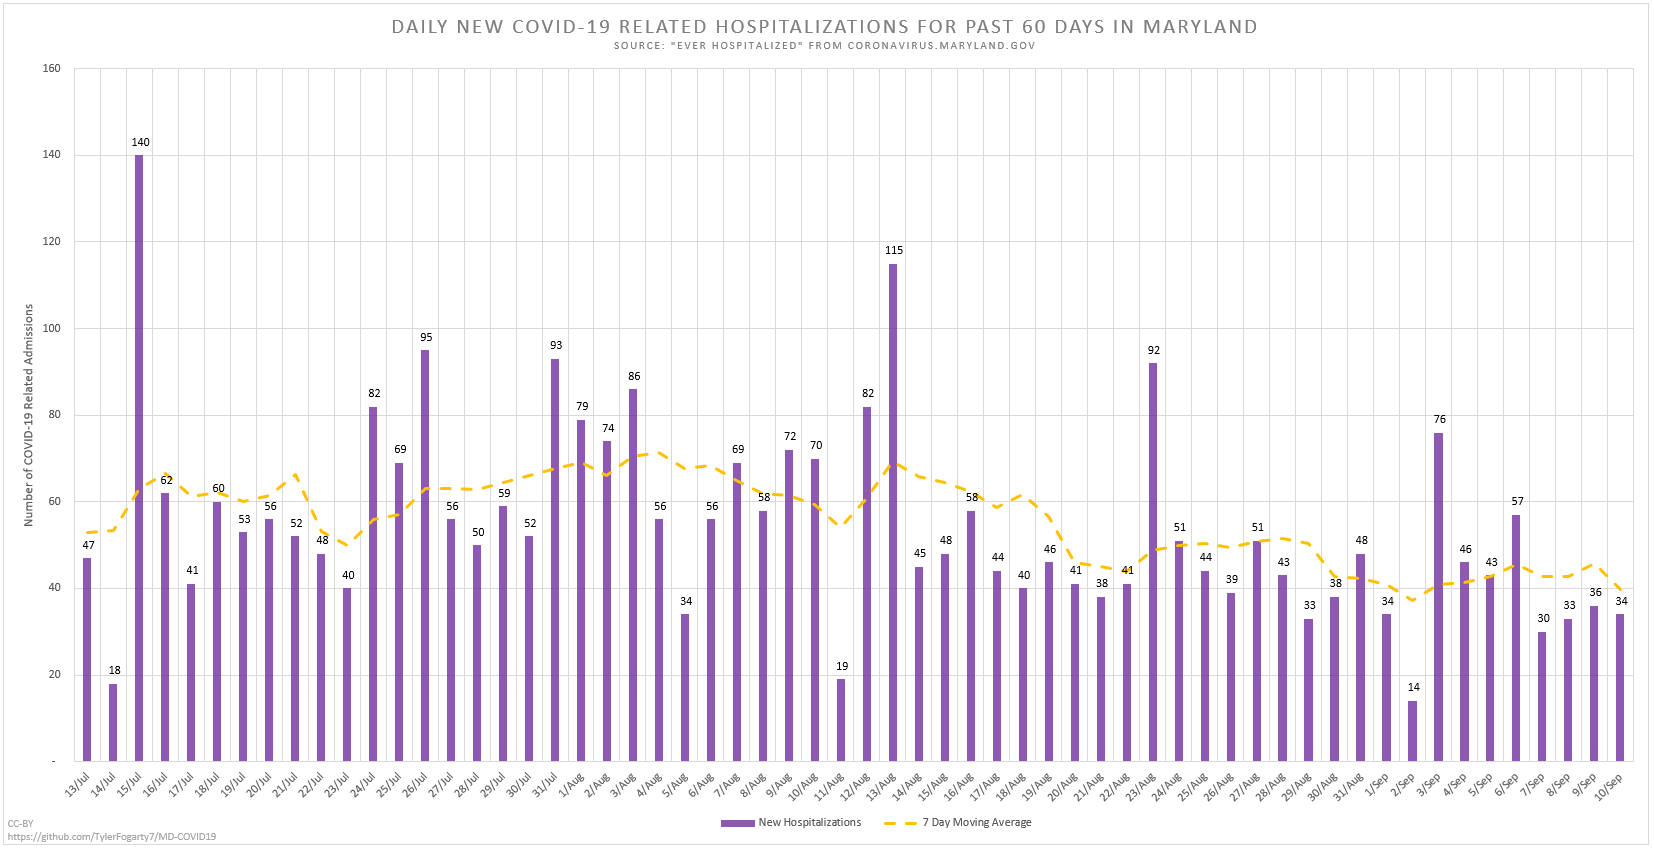 DAILY NEW COVID-19 RELATED HOSPITALIZATIONS FOR PAST 60 DAYS IN MARYLAND
SOURCE: "EVER HOSPITALIZED" FROM CORONAVIRUS.MARYLAND.GOV
Number of COVID-19 Related Admissions
160
140
120
100
80
60
40
20
-
47
18
140
62
41
60
53
56
52
48
40
82
69
95
56
50
59
52
93
79
74
86
56
34
56
69
58
72
70
19
82
115
45
48
58
44
40
46
41
38
41
92
51
44
39
51
43
33
38
48
34
14
76
46
43
57
30
33
36
34
13/Jul
14/Jul
15/Jul
16/Jul
17/Jul
18/Jul
19/Jul
20/Jul
21/Jul
22/Jul
23/Jul
24/Jul
25/Jul
26/Jul
27/Jul
28/Jul
29/Jul
30/Jul
31/Jul
1/Aug
2/Aug
3/Aug
4/Aug
5/Aug
6/Aug
7/Aug
8/Aug
9/Aug
10/Aug
11/Aug
12/Aug
13/Aug
14/Aug
15/Aug
16/Aug
17/Aug
18/Aug
19/Aug
20/Aug
21/Aug
22/Aug
23/Aug
24/Aug
25/Aug
26/Aug
27/Aug
28/Aug
29/Aug
30/Aug
31/Aug
1/Sep
2/Sep
3/Sep
4/Sep
5/Sep
6/Sep
7/Sep
8/Sep
9/Sep
10/Sep
New Hospitalizations
7 Day Moving Average
CC-BY
https://github.com/TylerFogarty7/MD-COVID19